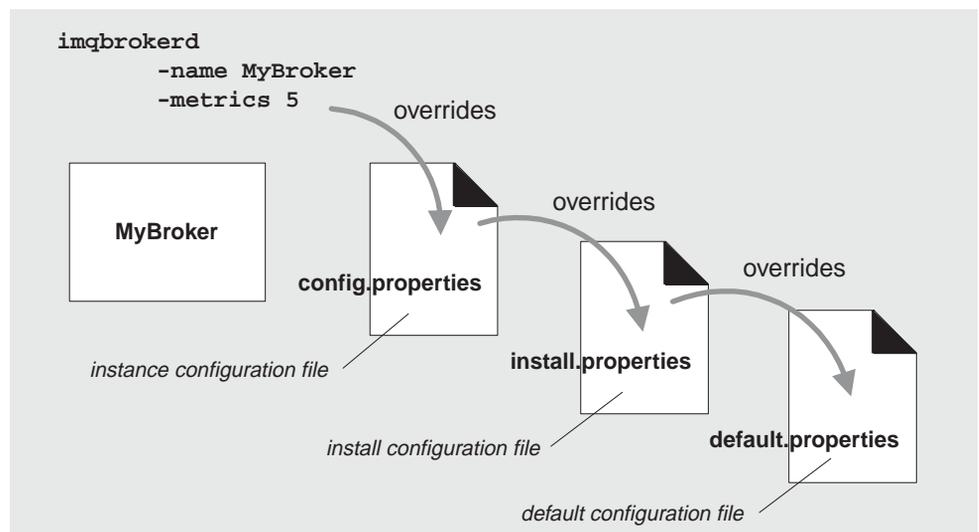 imqbrokerd
-name MyBroker
-metrics 5
overrides
overrides
overrides
MyBroker
config.properties
instance configuration file
install.properties
install configuration file
default.properties
default configuration file